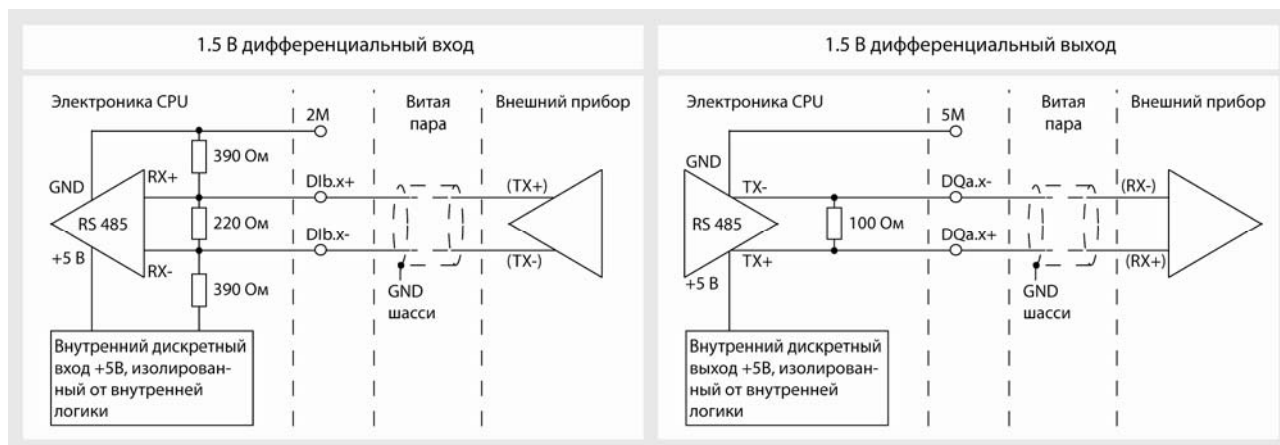 1.5 В дифференциальный вход
Электроника CPU
2M
Витая
пара
Внешний прибор
390 Ом
GND
RX+
DIb.x+
(TX+)
RS 485
220 Ом
DIb.x-
+5 В
RX-
(TX-)
390 Ом
GND
шасси
Внутренний дискретный
вход +5В, изолирован-
ный от внутренней
логики
1.5 В дифференциальный выход
Электроника CPU
5M
Витая
пара
Внешний прибор
GND
TX-
DQa.x-
(RX-)
RS 485
100 Ом
DQa.x+
TX+
(RX+)
+5 В
GND
шасси
Внутренний дискретный
выход +5В, изолирован-
ный от внутренней
логики